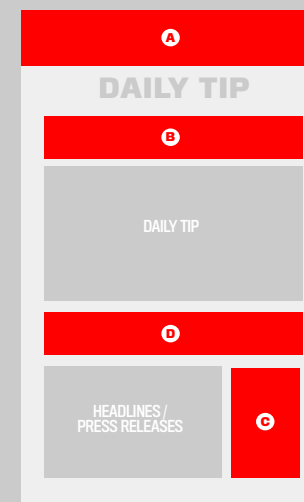 A
DAILY TIP
B
DAILY TIP
D
HEADLINES /
PRESS RELEASES
C